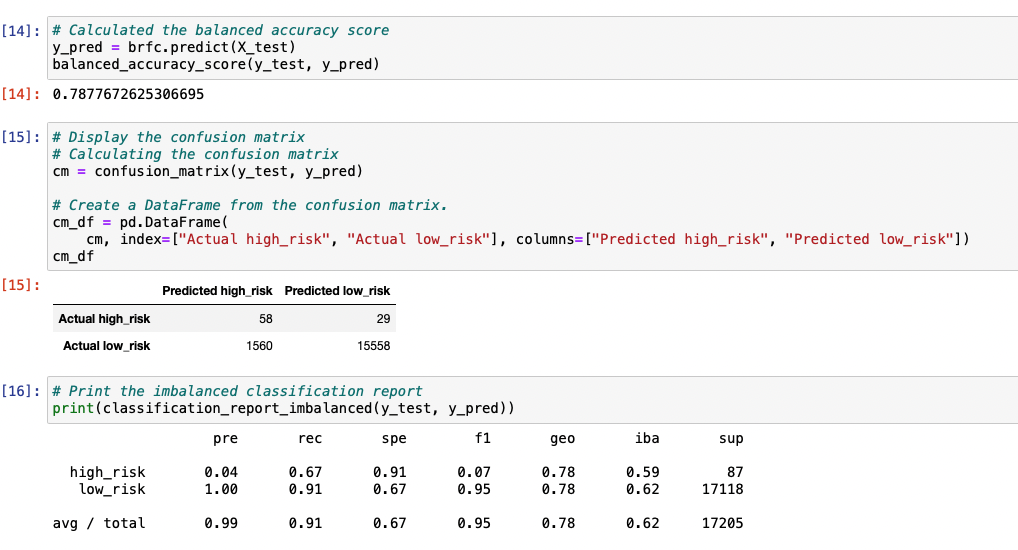 [14]: # Calculated the balanced accuracy score
y_pred = brfc.predict(X_test)
balanced_accuracy_score(y_test, y_pred)
[14]: 0.7877672625306695
[15]: # Display the confusion matrix
# Calculating the confusion matrix
cm = confusion_matrix(y_test, y_pred)
# Create a DataFrame from the confusion matrix.
cm_df = pd.DataFrame(
cm, index=["Actual high_risk", "Actual low_risk"], columns=["Predicted high_risk", "Predicted low_risk"])
cm_df
[15]:
Predicted high_risk Predicted low_risk
Actual high_risk 58 29
Actual low_risk 1560 15558
[16]: # Print the imbalanced classification report
print(classification_report_imbalanced(y_test, y_pred))
pre rec spe f1 geo iba sup
high_risk 0.04 0.67 0.91 0.07 0.78 0.59 87
low_risk 1.00 0.91 0.67 0.95 0.78 0.62 17118
avg / total 0.99 0.91 0.67 0.95 0.78 0.62 17205